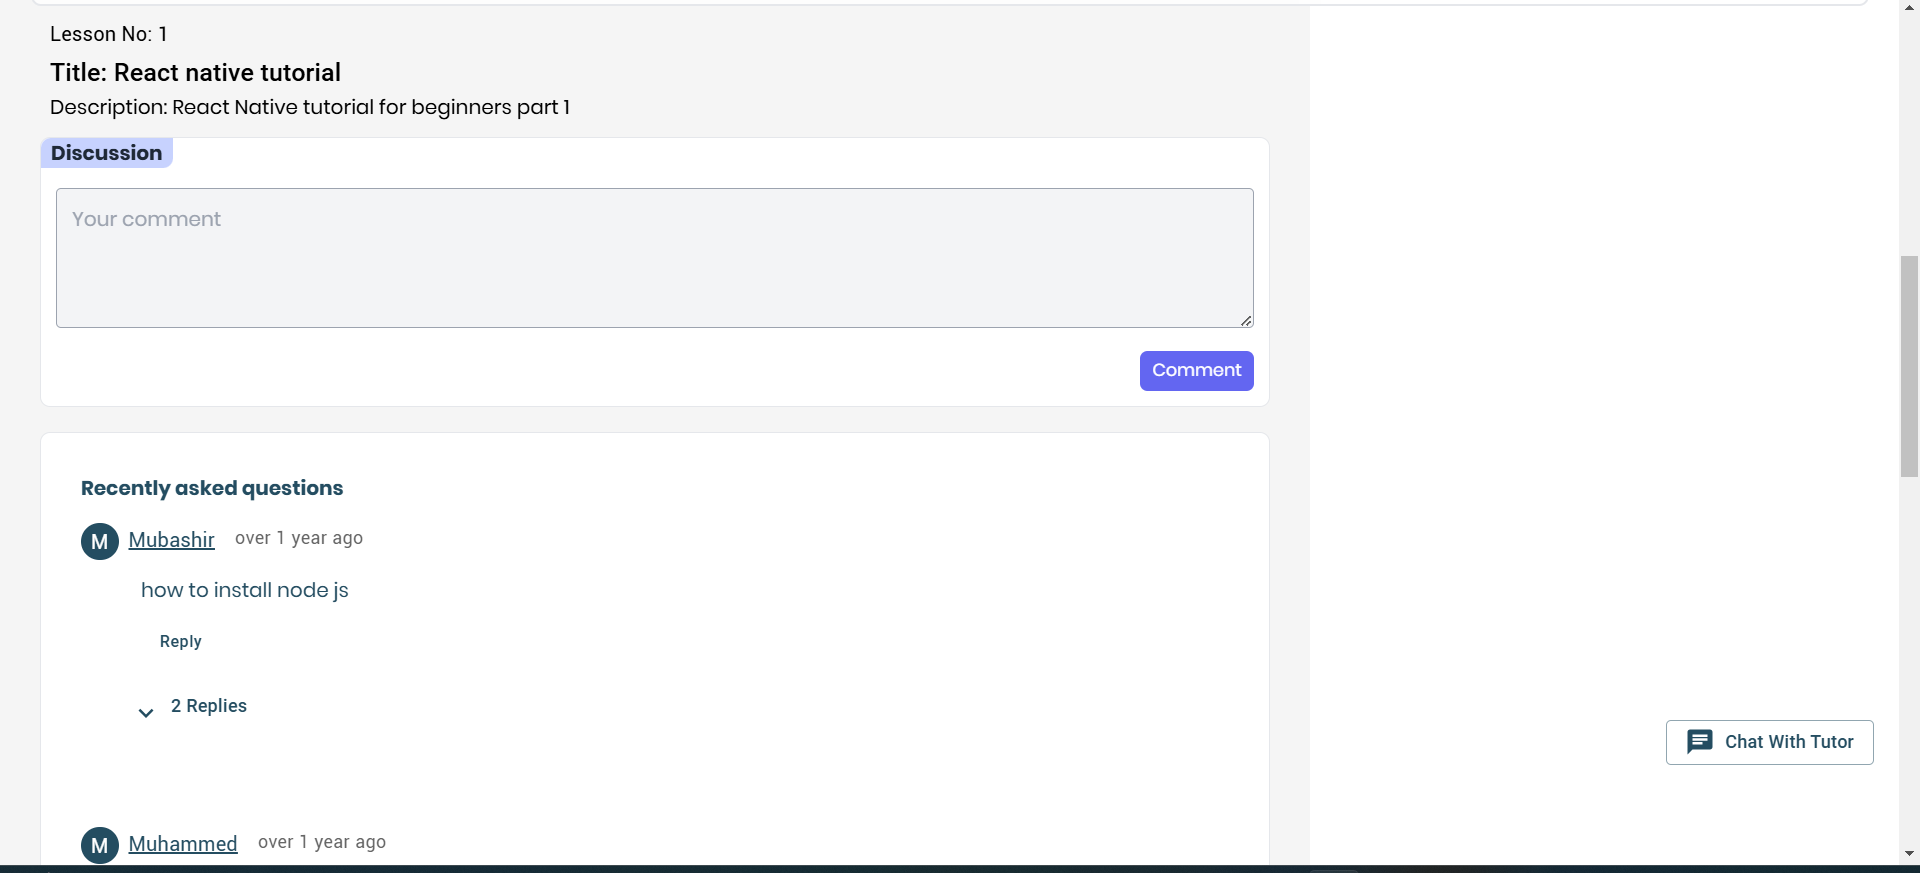 Lesson No: 1
Title: React native tutorial
Description: React Native tutorial for beginners part 1
Discussion
Your comment
Comment
Recently asked questions
M Mubashir over 1 year ago
how to install node js
Reply
2 Replies
Chat With Tutor
M Muhammed over 1 year ago